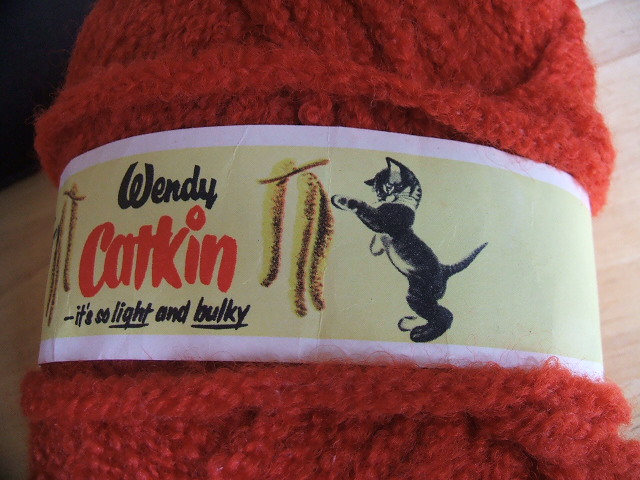 Wendy
Catkin
—it's so light and bulky